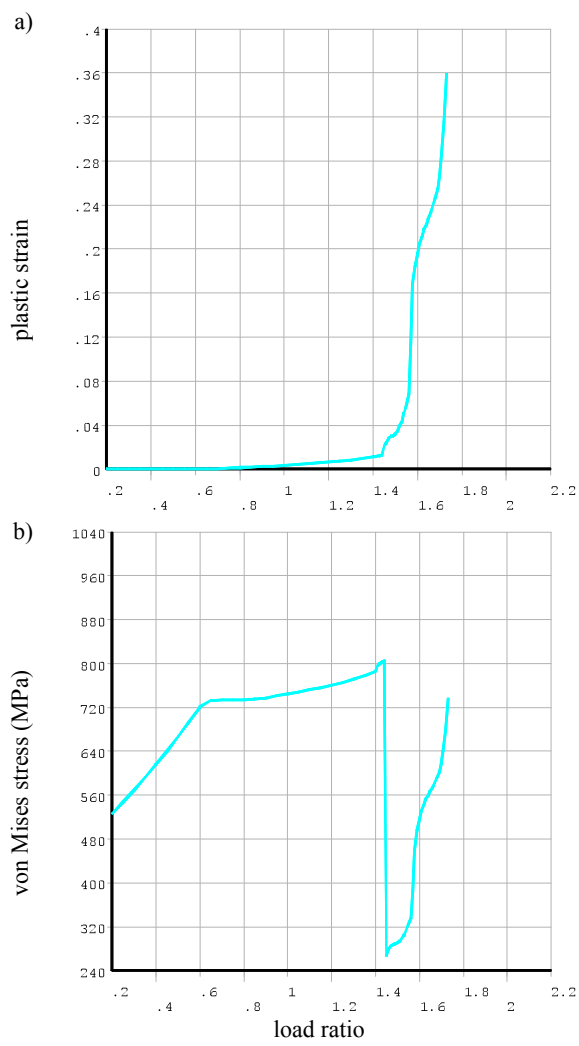 a)
.4
.36
.32
.28
.24
.2
.16
.12
.08
.04
0
plastic strain
.2 .6 1 1.4 1.8 2.2
.4 .8 1.2 1.6 2
b)
1040
960
880
800
720
640
560
480
400
320
240
von Mises stress (MPa)
.2 .6 1 1.4 1.8 2.2
.4 .8 1.2 1.6 2
load ratio